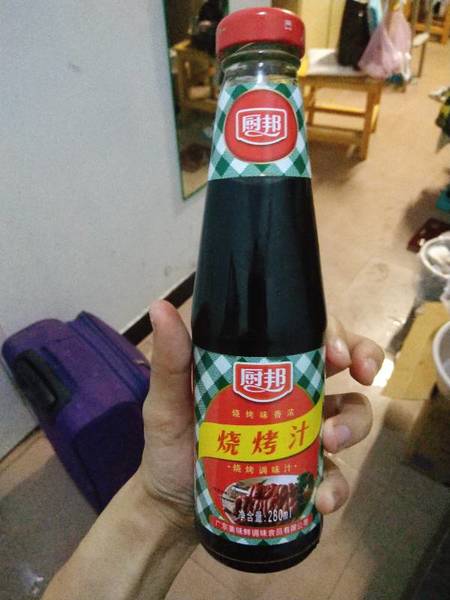 厨邦
厨邦
烧烤味香浓
烧烤汁
·烧烤调味汁·
净含量:280ml
广东美味鲜调味食品有限公司